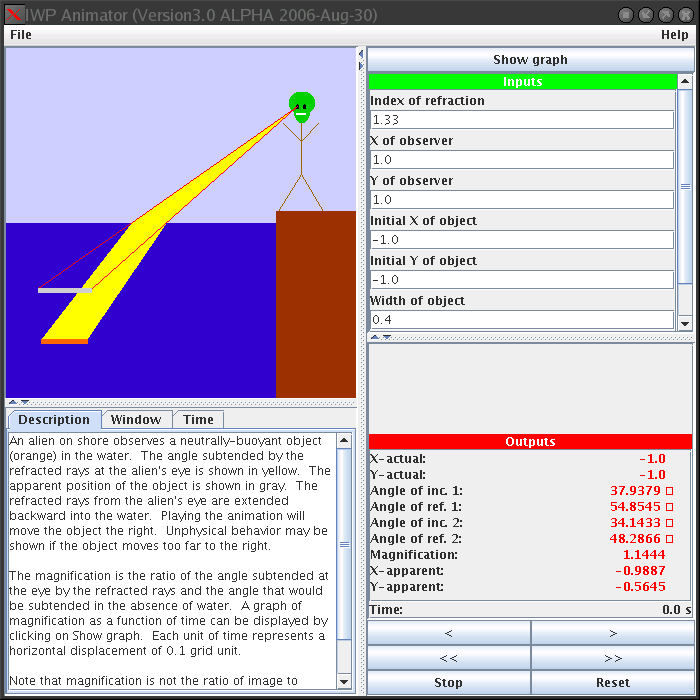 IWP Animator (Version3.0 ALPHA 2006-Aug-30)
File
Help
Show graph
Inputs
Index of refraction
1.33
X of observer
1.0
Y of observer
1.0
Initial X of object
-1.0
Initial Y of object
-1.0
Width of object
0.4
Description Window Time
An alien on shore observes a neutrally-buoyant object
(orange) in the water. The angle subtended by the
refracted rays at the alien's eye is shown in yellow. The
apparent position of the object is shown in gray. The
refracted rays from the alien's eye are extended
backward into the water. Playing the animation will
move the object the right. Unphysical behavior may be
shown if the object moves too far to the right.
The magnification is the ratio of the angle subtended at
the eye by the refracted rays and the angle that would
be subtended in the absence of water. A graph of
magnification as a function of time can be displayed by
clicking on Show graph. Each unit of time represents a
horizontal displacement of 0.1 grid unit.
Note that magnification is not the ratio of image to
Outputs
X-actual: -1.0
Y-actual: -1.0
Angle of inc. 1: 37.9379 □
Angle of ref. 1: 54.8545 □
Angle of inc. 2: 34.1433 □
Angle of ref. 2: 48.2866 □
Magnification: 1.1444
X-apparent: -0.9887
Y-apparent: -0.5645
Time: 0.0 s
< >
<< >>
Stop Reset